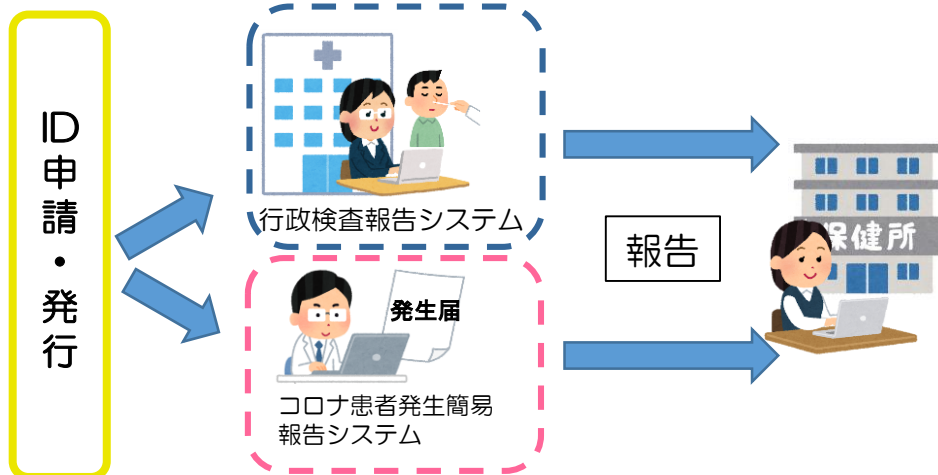 ID申請・発行
行政検査報告システム
発生届
コロナ患者発生簡易
報告システム
報告
保健所